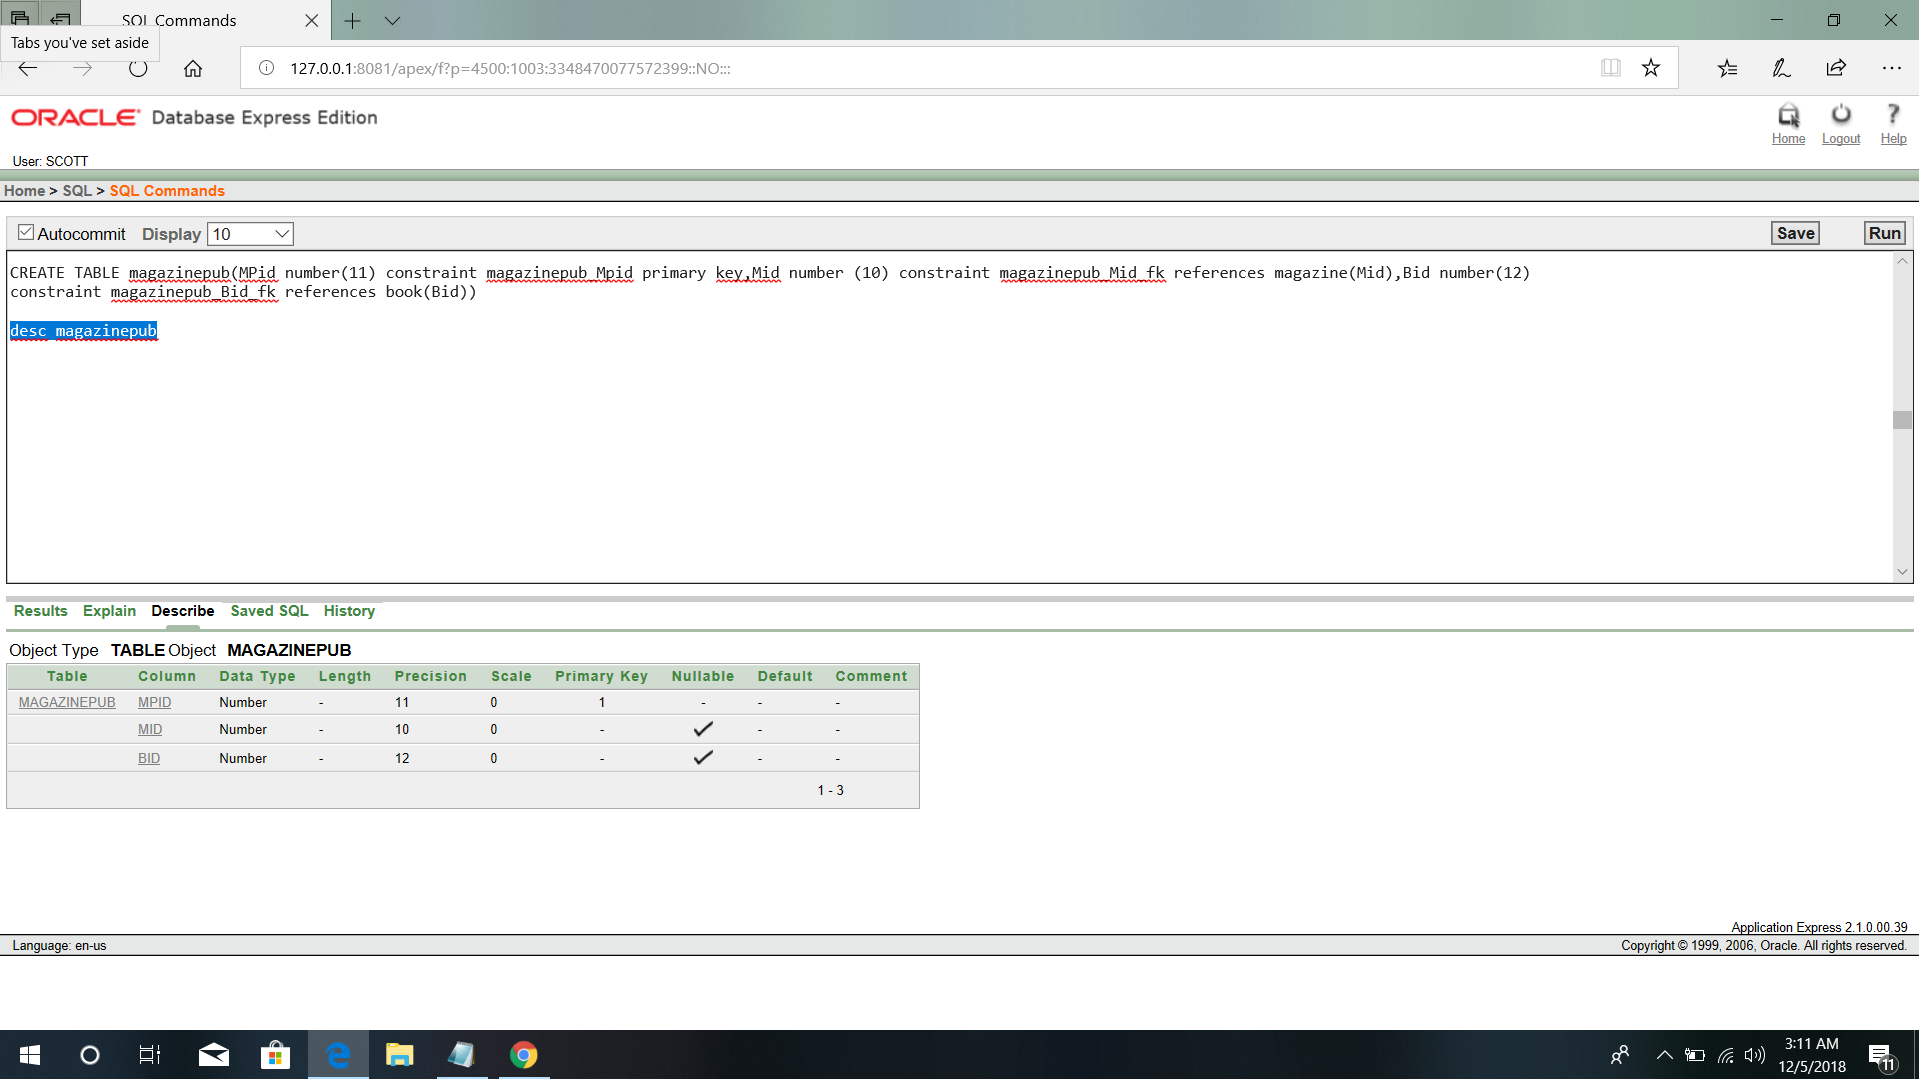 SQL Commands
Tabs you've set aside
127.0.0.1:8081/apex/f?p=4500:1003:3348470077572399::NO:::
ORACLE Database Express Edition
Home Logout Help
User: SCOTT
Home > SQL > SQL Commands
Autocommit Display 10 Save Run
CREATE TABLE magazinepub(MPid number(11) constraint magazinepub_Mpid primary key,Mid number (10) constraint magazinepub_Mid_fk references magazine(Mid),Bid number(12)
constraint magazinepub_Bid_fk references book(Bid))
desc magazinepub
Results Explain Describe Saved SQL History
Object Type TABLE Object MAGAZINEPUB
Table Column Data Type Length Precision Scale Primary Key Nullable Default Comment
MAGAZINEPUB MPID Number - 11 0 1 - - -
MID Number - 10 0 - ✓ - -
BID Number - 12 0 - ✓ - -
1 - 3
Application Express 2.1.0.00.39
Language: en-us Copyright © 1999, 2006, Oracle. All rights reserved.
3:11 AM
12/5/2018
11